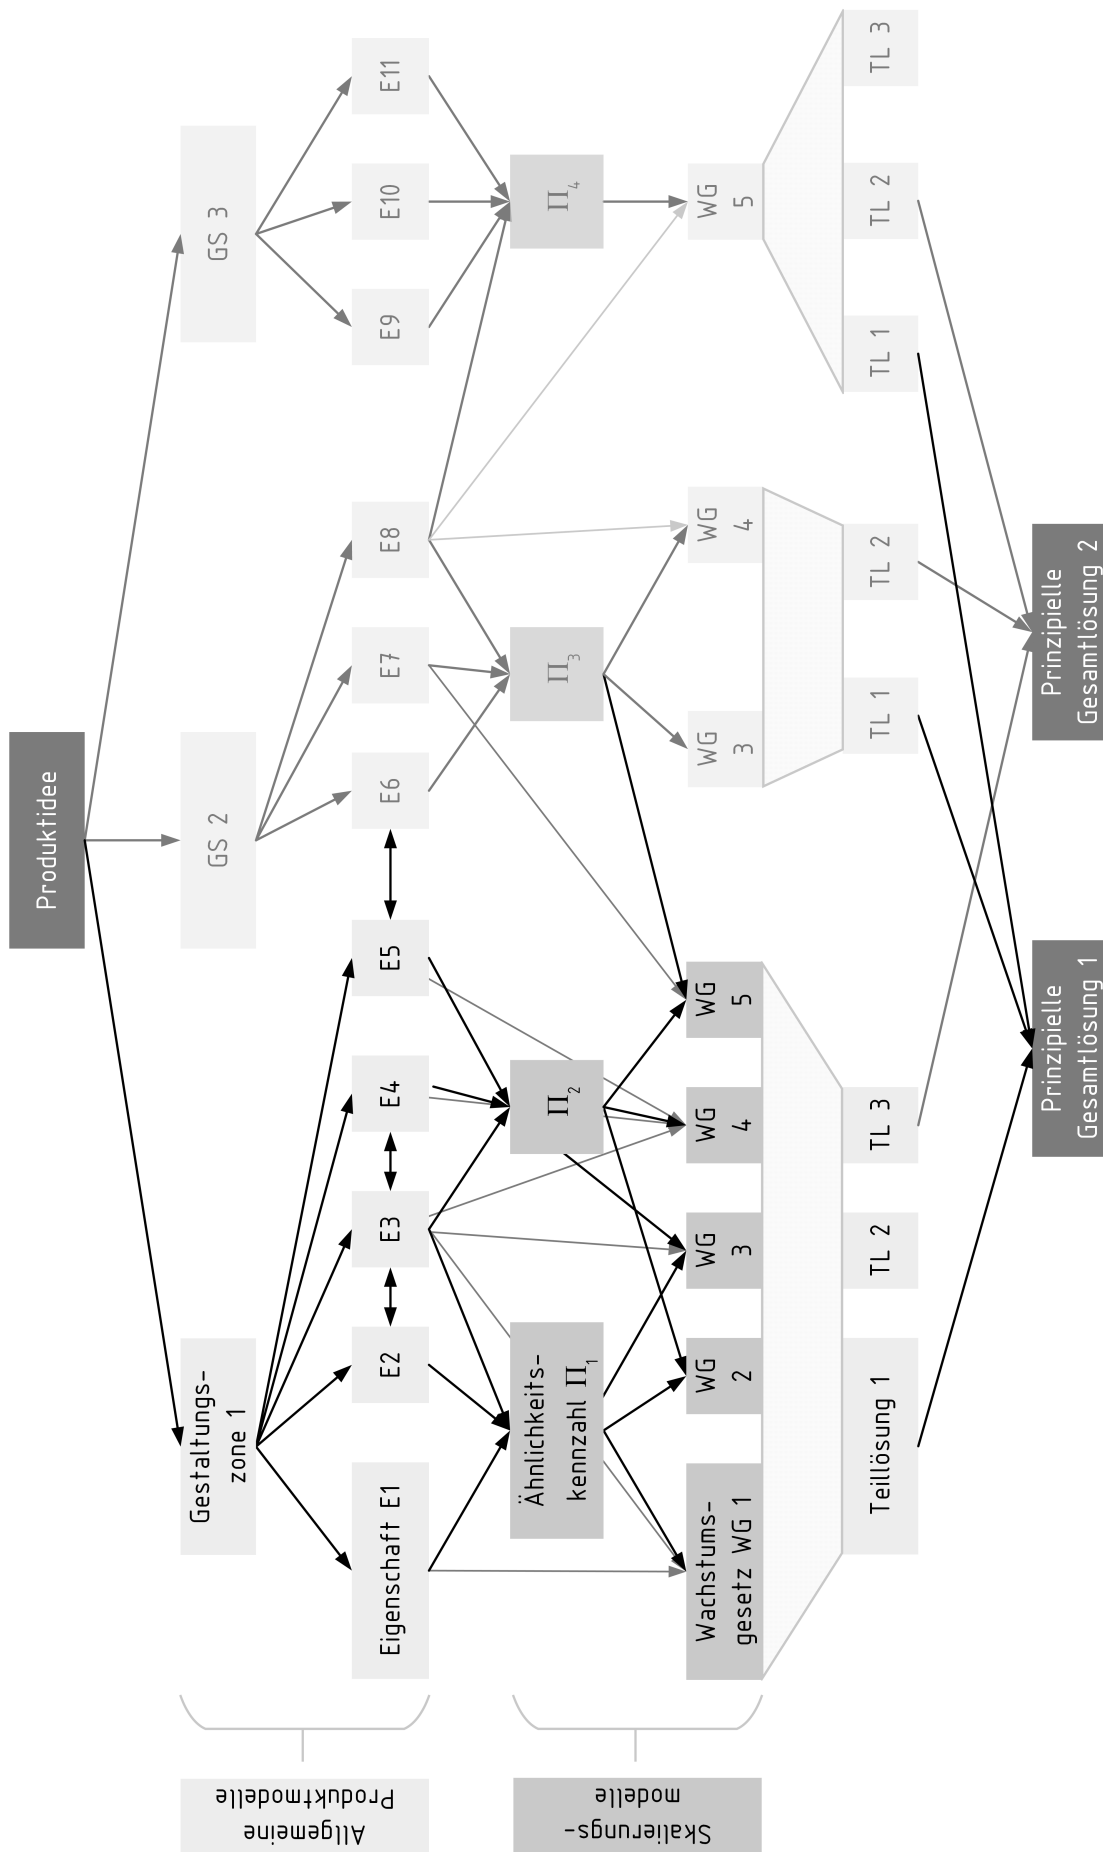 Produktidee
Gestaltungs-
zone 1
GS 2
GS 3
Eigenschaft E1
E2
E3
E4
E5
E6
E7
E8
E9
E10
E11
Ähnlichkeits-
kennzahl Π1
Π2
Π3
Π4
Wachstums-
gesetz WG 1
WG
2
WG
3
WG
4
WG
5
WG
3
WG
4
WG
5
Teillösung 1
TL 2
TL 3
TL 1
TL 2
TL 1
TL 2
TL 3
Prinzipielle
Gesamtlösung 1
Prinzipielle
Gesamtlösung 2
Allgemeine
Produktmodelle
Skalierungs-
modelle